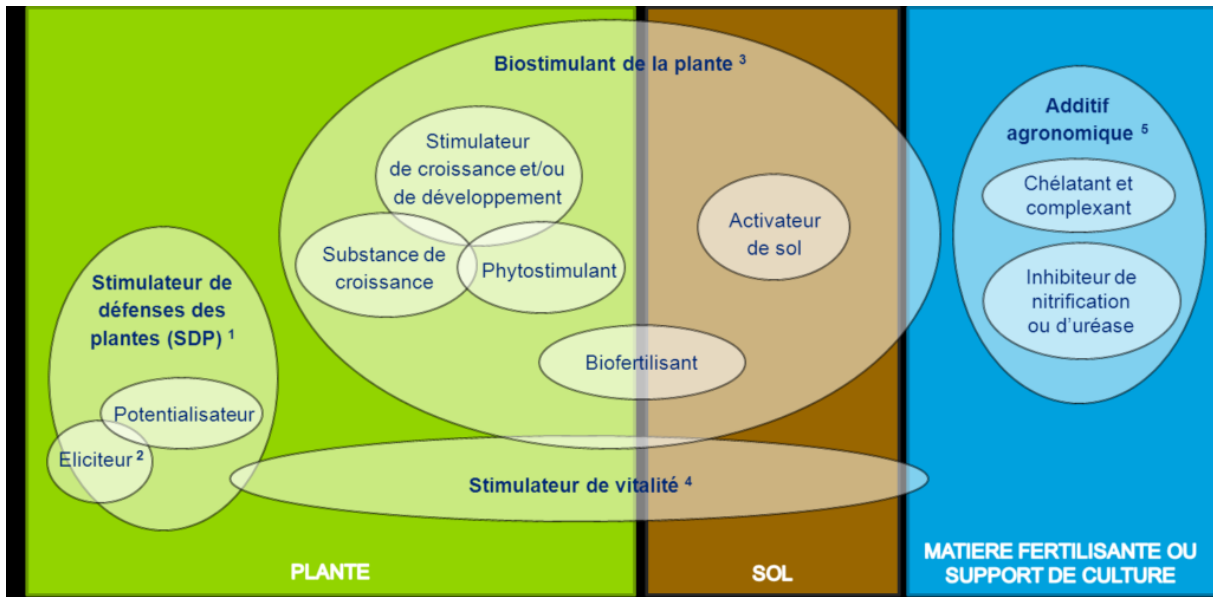 Biostimulant de la plante ³
Stimulateur
de croissance et/ou
de développement
Substance de
croissance
Phytostimulant
Biofertilisant
Activateur
de sol
Additif
agronomique ⁵
Chélatant et
complexant
Inhibiteur de
nitrification
ou d'uréase
Stimulateur de
défenses des
plantes (SDP) ¹
Potentialisateur
Eliciteur ²
Stimulateur de vitalité ⁴
PLANTE
SOL
MATIERE FERTILISANTE OU
SUPPORT DE CULTURE